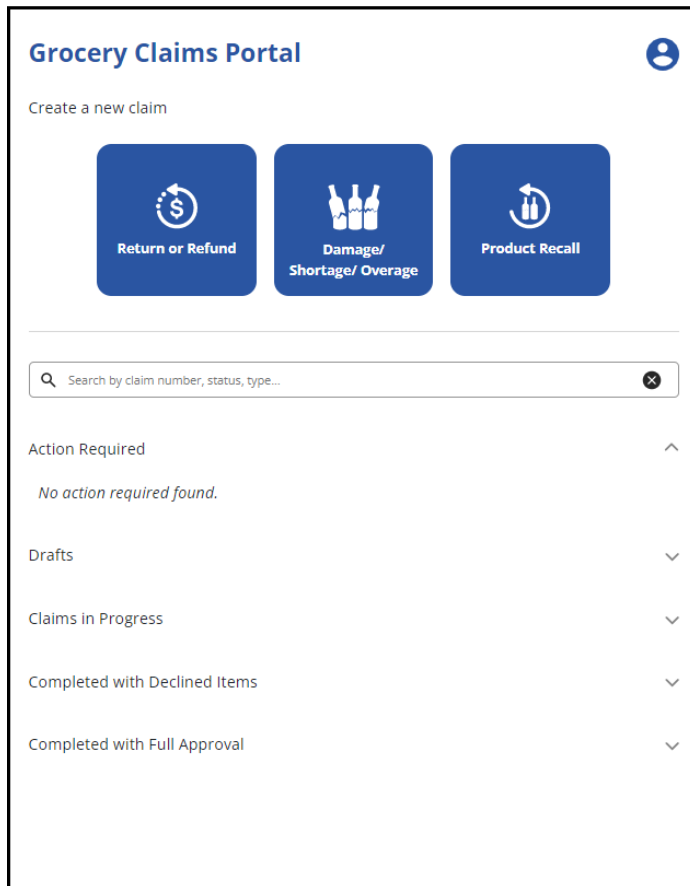 Grocery Claims Portal
Create a new claim
$
Return or Refund
Damage/
Shortage/ Overage
Product Recall
Search by claim number, status, type...
Action Required
No action required found.
Drafts
Claims in Progress
Completed with Declined Items
Completed with Full Approval